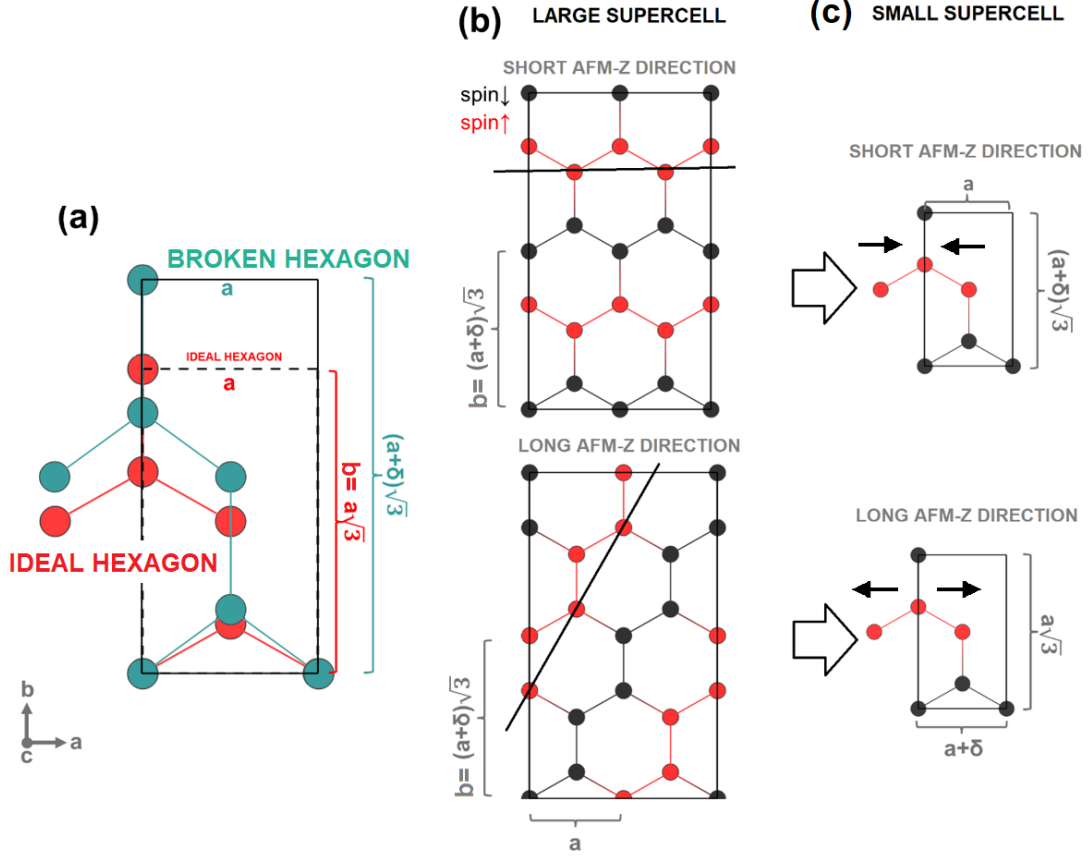 (a)
BROKEN HEXAGON
a
IDEAL HEXAGON
a
b= a√3
(a+δ)√3
IDEAL HEXAGON
b
a
c
(b) LARGE SUPERCELL
SHORT AFM-Z DIRECTION
spin↓
spin↑
b= (a+δ)√3
LONG AFM-Z DIRECTION
b= (a+δ)√3
a
(c) SMALL SUPERCELL
SHORT AFM-Z DIRECTION
a
(a+δ)√3
LONG AFM-Z DIRECTION
a√3
a+δ